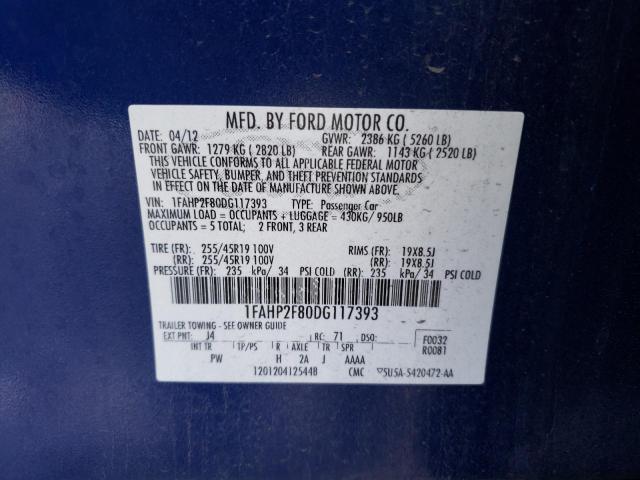 MFD. BY FORD MOTOR CO.
DATE: 04/12 GVWR: 2386 KG ( 5260 LB)
FRONT GAWR: 1279 KG ( 2820 LB) REAR GAWR: 1143 KG ( 2520 LB)
THIS VEHICLE CONFORMS TO ALL APPLICABLE FEDERAL MOTOR
VEHICLE SAFETY, BUMPER, AND THEFT PREVENTION STANDARDS
IN EFFECT ON THE DATE OF MANUFACTURE SHOWN ABOVE.
VIN: 1FAHP2F80DG117393 TYPE: Passenger Car
MAXIMUM LOAD = OCCUPANTS + LUGGAGE = 430KG/ 950LB
OCCUPANTS = 5 TOTAL; 2 FRONT, 3 REAR
TIRE (FR): 255/45R19 100V RIMS (FR): 19X8.5J
(RR): 255/45R19 100V (RR): 19X8.5J
PRESSURE (FR): 235 kPa/ 34 PSI COLD (RR): 235 kPa/ 34 PSI COLD
1FAHP2F80DG117393
TRAILER TOWING - SEE OWNER GUIDE
EXT PNT: J4 RC: 71 DSO: F0032
INT TR TP/PS R AXLE TR SPR R0081
PW H 2A J AAAA
1201204125448 CMC ▽5U5A-5420472-AA